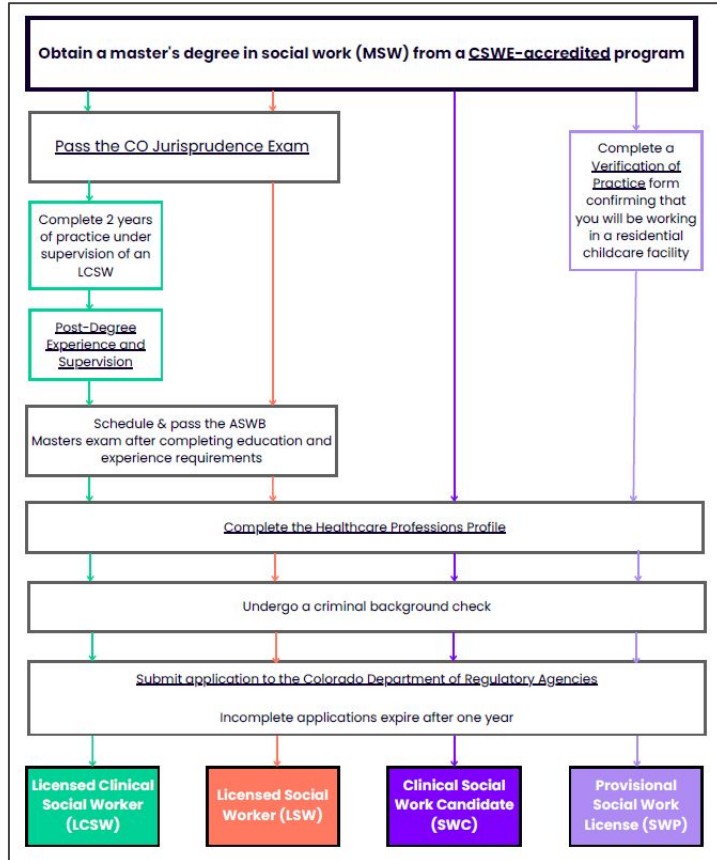 Obtain a master's degree in social work (MSW) from a CSWE-accredited program
Pass the CO Jurisprudence Exam
Complete a
Verification of
Practice form
confirming that
you will be working
in a residential
childcare facility
Complete 2 years
of practice under
supervision of an
LCSW
Post-Degree
Experience and
Supervision
Schedule & pass the ASWB
Masters exam after completing education and
experience requirements
Complete the Healthcare Professions Profile
Undergo a criminal background check
Submit application to the Colorado Department of Regulatory Agencies
Incomplete applications expire after one year
Licensed Clinical
Social Worker
(LCSW)
Licensed Social
Worker (LSW)
Clinical Social
Work Candidate
(SWC)
Provisional
Social Work
License (SWP)